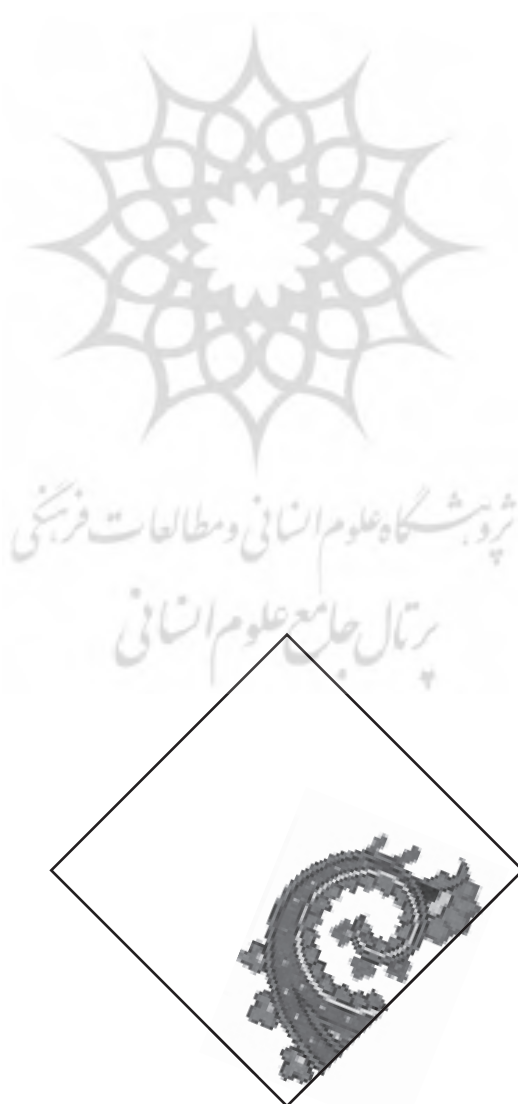 پژوهشگاه علوم انسانی و مطالعات فرهنگی
پرتال جامع علوم انسانی